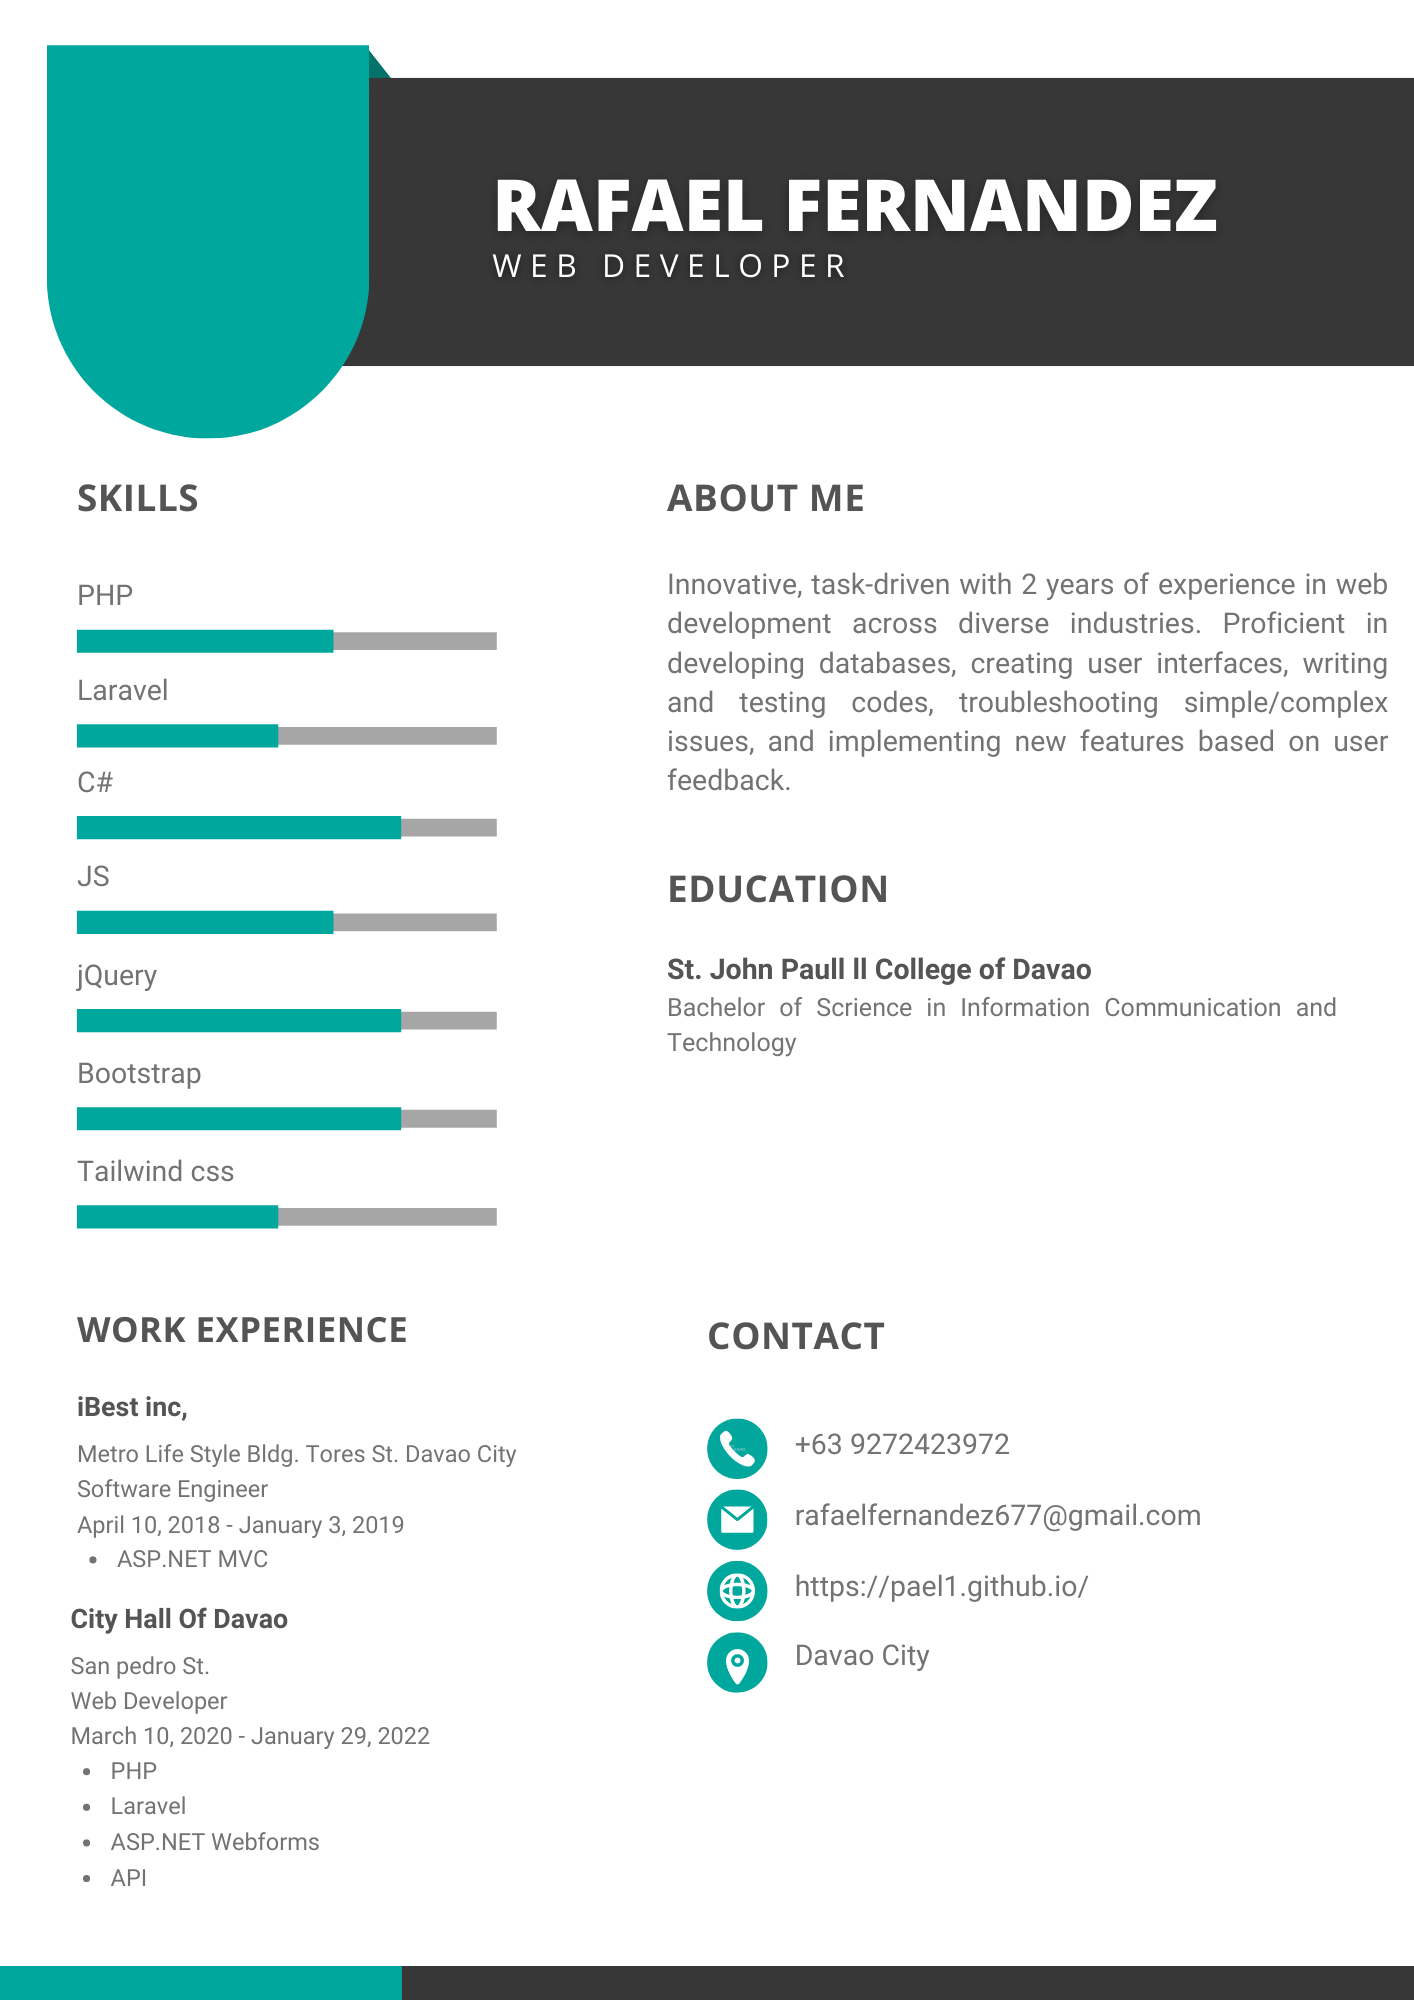 RAFAEL FERNANDEZ
WEB DEVELOPER
SKILLS
PHP
Laravel
C#
JS
jQuery
Bootstrap
Tailwind css
ABOUT ME
Innovative, task-driven with 2 years of experience in web
development across diverse industries. Proficient in
developing databases, creating user interfaces, writing
and testing codes, troubleshooting simple/complex
issues, and implementing new features based on user
feedback.
EDUCATION
St. John Paull ll College of Davao
Bachelor of Scrience in Information Communication and
Technology
WORK EXPERIENCE
iBest inc,
Metro Life Style Bldg. Tores St. Davao City
Software Engineer
April 10, 2018 - January 3, 2019
• ASP.NET MVC
City Hall Of Davao
San pedro St.
Web Developer
March 10, 2020 - January 29, 2022
• PHP
• Laravel
• ASP.NET Webforms
• API
CONTACT
+63 9272423972
rafaelfernandez677@gmail.com
https://pael1.github.io/
Davao City